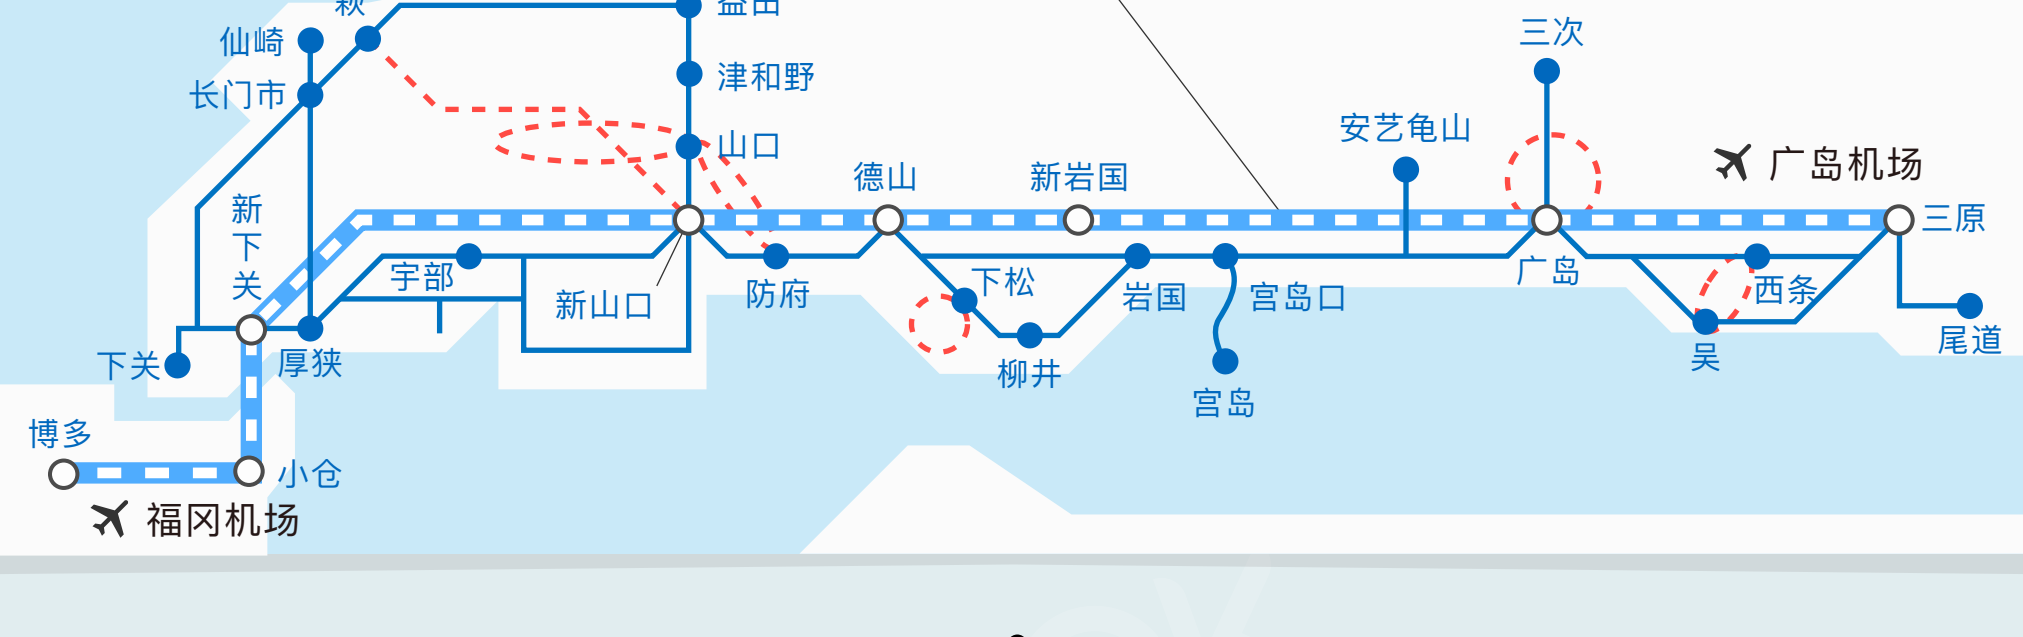 萩
益田
三次
仙崎
津和野
长门市
安艺龟山
山口
广岛机场
德山
新岩国
新下关
三原
宇部
广岛
下松
防府
西条
新山口
岩国
宫岛口
尾道
吴
下关
厚狭
柳井
宫岛
博多
小仓
福冈机场